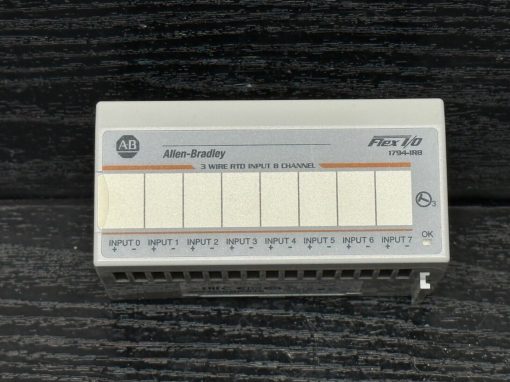 AB
Allen-Bradley
Flex I/O
1794-IR8
3 WIRE RTD INPUT 8 CHANNEL
3
INPUT 0 INPUT 1 INPUT 2 INPUT 3 INPUT 4 INPUT 5 INPUT 6 INPUT 7 OK
+ - + - + - + - + - + - + - + -